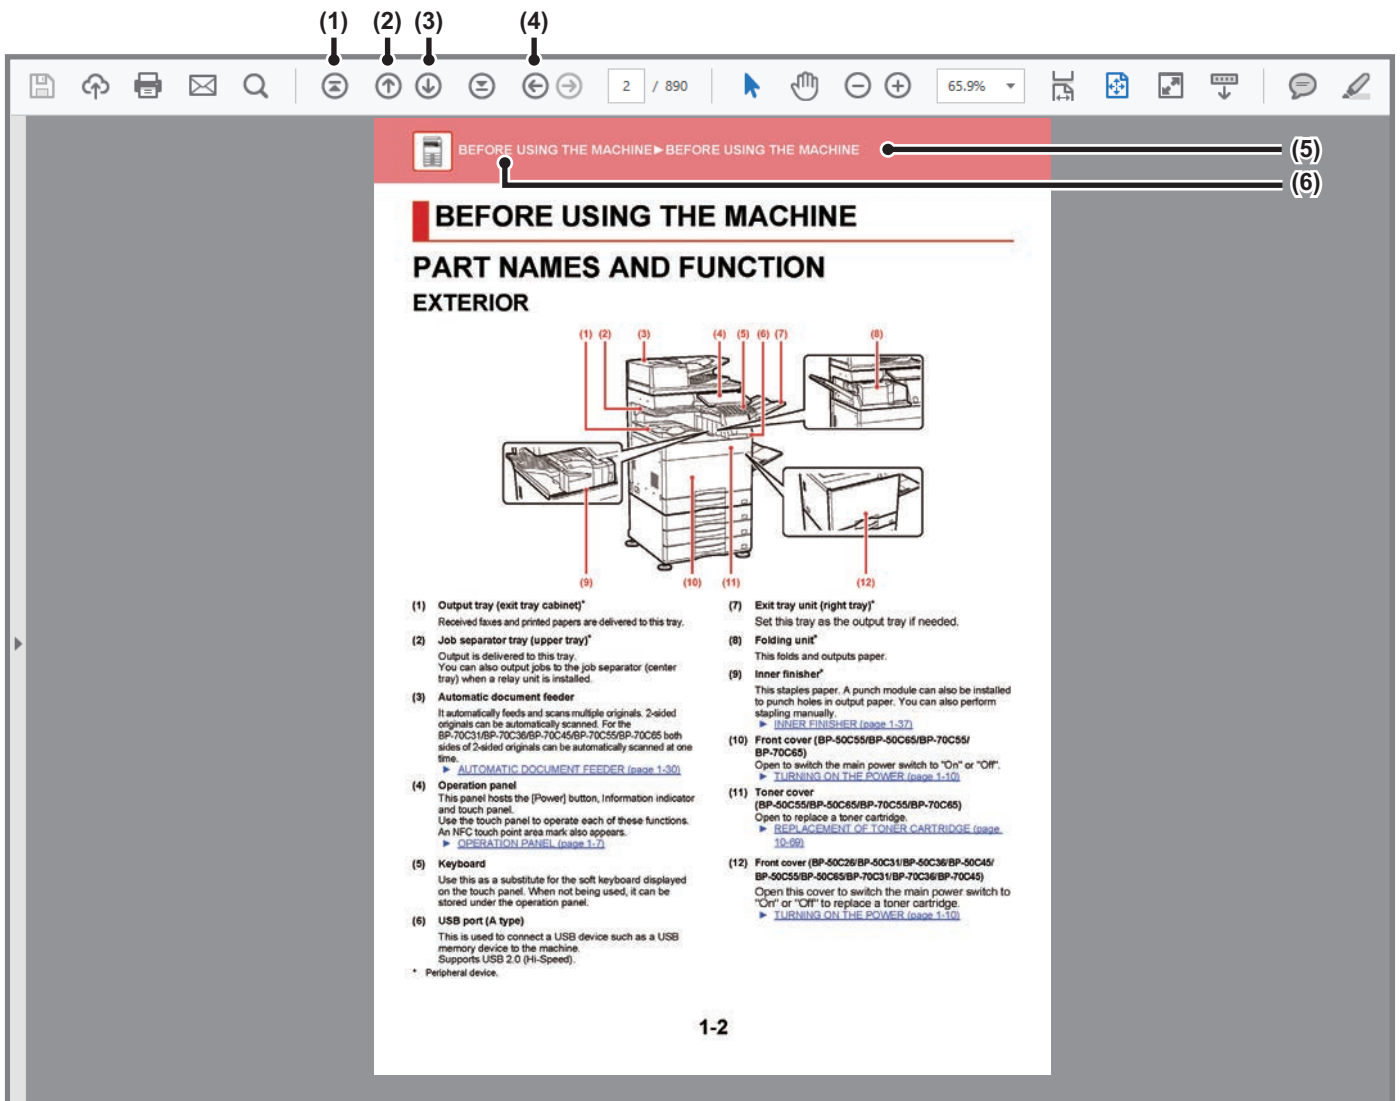 (1) (2) (3) (4)
2 / 890 65.9%
BEFORE USING THE MACHINE►BEFORE USING THE MACHINE
(5)
(6)
BEFORE USING THE MACHINE
PART NAMES AND FUNCTION
EXTERIOR
(1) (2) (3) (4) (5) (6) (7) (8)
(9) (10) (11) (12)
(1) Output tray (exit tray cabinet)*
Received faxes and printed papers are delivered to this tray.
(2) Job separator tray (upper tray)*
Output is delivered to this tray.
You can also output jobs to the job separator (center
tray) when a relay unit is installed.
(3) Automatic document feeder
It automatically feeds and scans multiple originals. 2-sided
originals can be automatically scanned. For the
BP-70C31/BP-70C36/BP-70C45/BP-70C55/BP-70C65 both
sides of 2-sided originals can be automatically scanned at one
time.
► AUTOMATIC DOCUMENT FEEDER (page 1-30)
(4) Operation panel
This panel hosts the [Power] button, Information indicator
and touch panel.
Use the touch panel to operate each of these functions.
An NFC touch point area mark also appears.
► OPERATION PANEL (page 1-7)
(5) Keyboard
Use this as a substitute for the soft keyboard displayed
on the touch panel. When not being used, it can be
stored under the operation panel.
(6) USB port (A type)
This is used to connect a USB device such as a USB
memory device to the machine.
Supports USB 2.0 (Hi-Speed).
* Peripheral device.
(7) Exit tray unit (right tray)*
Set this tray as the output tray if needed.
(8) Folding unit*
This folds and outputs paper.
(9) Inner finisher*
This staples paper. A punch module can also be installed
to punch holes in output paper. You can also perform
stapling manually.
► INNER FINISHER (page 1-37)
(10) Front cover (BP-50C55/BP-50C65/BP-70C55/
BP-70C65)
Open to switch the main power switch to "On" or "Off".
► TURNING ON THE POWER (page 1-10)
(11) Toner cover
(BP-50C55/BP-50C65/BP-70C55/BP-70C65)
Open to replace a toner cartridge.
► REPLACEMENT OF TONER CARTRIDGE (page
10-69)
(12) Front cover (BP-50C26/BP-50C31/BP-50C36/BP-50C45/
BP-50C55/BP-50C65/BP-70C31/BP-70C36/BP-70C45)
Open this cover to switch the main power switch to
"On" or "Off" to replace a toner cartridge.
► TURNING ON THE POWER (page 1-10)
1-2